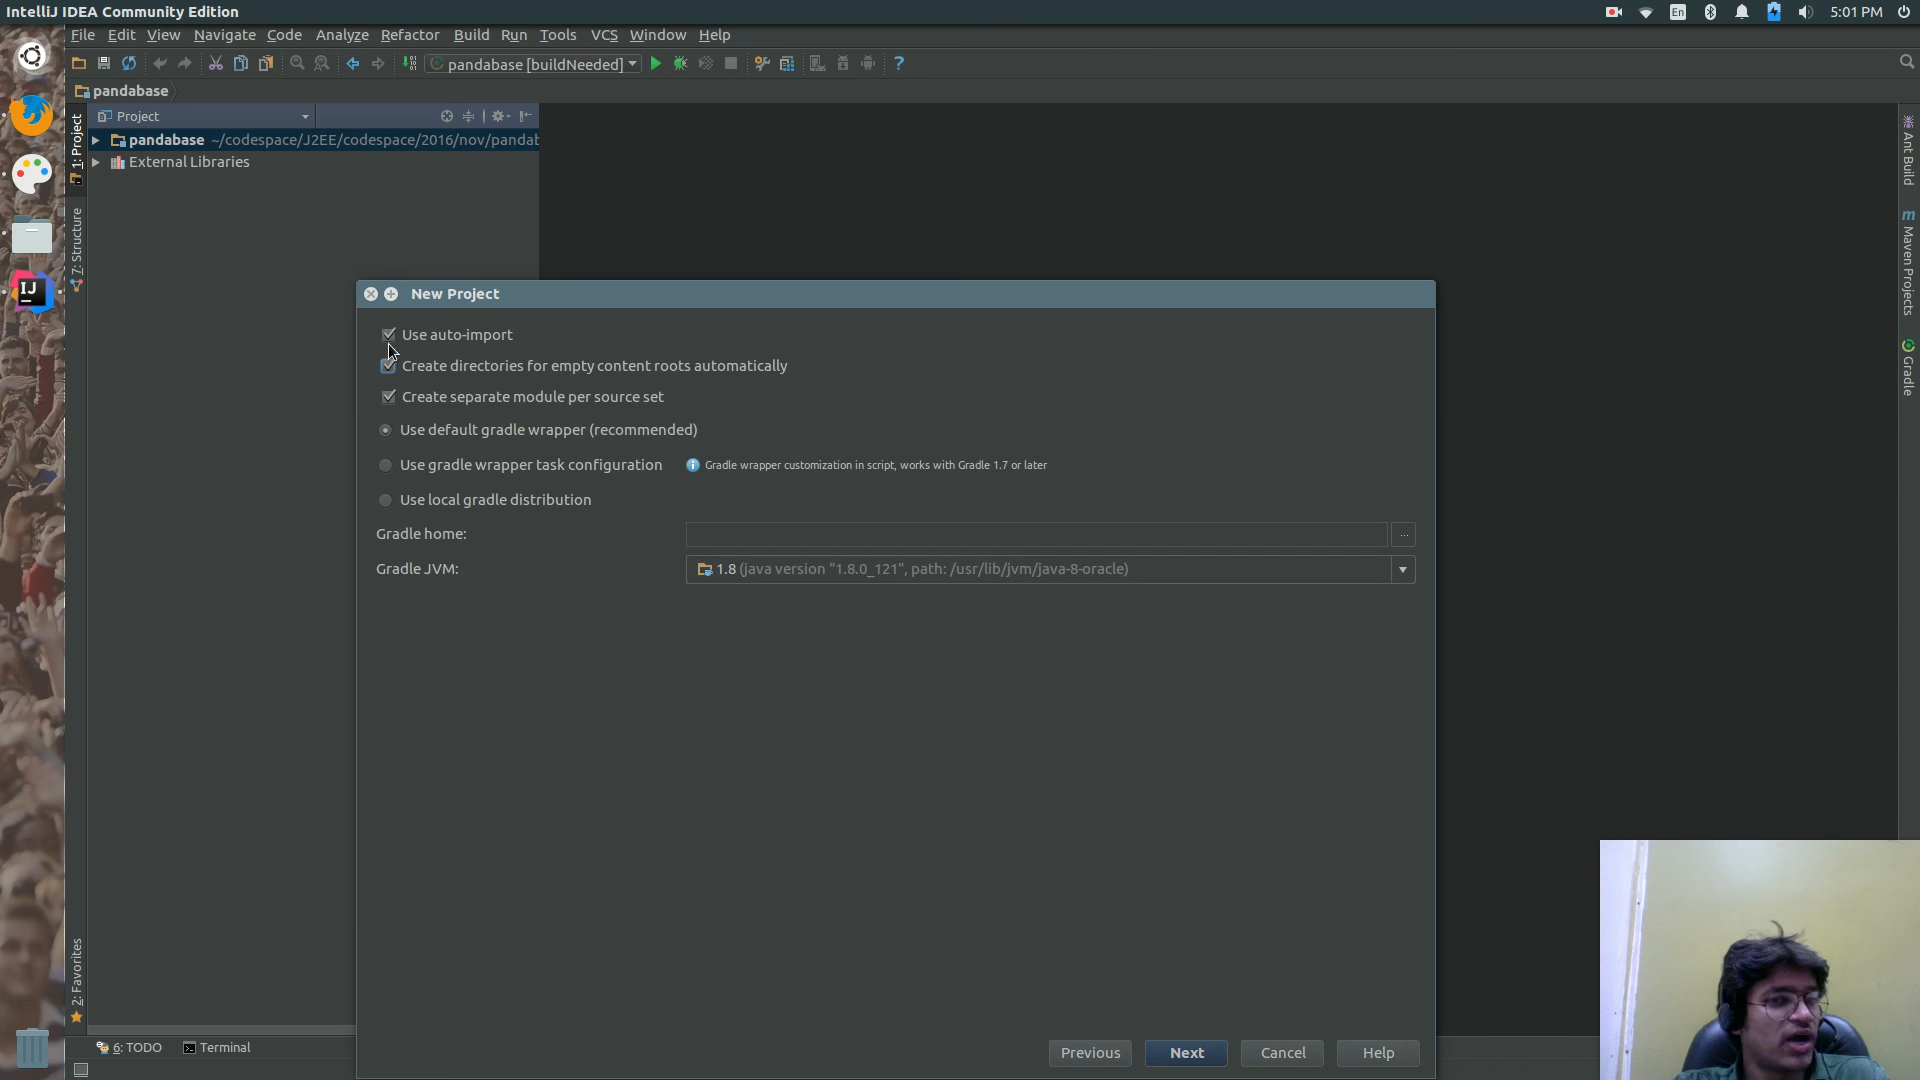 IntelliJ IDEA Community Edition
En
5:01 PM
File Edit View Navigate Code Analyze Refactor Build Run Tools VCS Window Help
pandabase [buildNeeded]
?
pandabase
Project
pandabase ~/codespace/J2EE/codespace/2016/nov/pandab
External Libraries
1: Project
7: Structure
2: Favorites
IJ
Ant Build
m Maven Projects
Gradle
New Project
Use auto-import
Create directories for empty content roots automatically
Create separate module per source set
Use default gradle wrapper (recommended)
Use gradle wrapper task configuration
Gradle wrapper customization in script, works with Gradle 1.7 or later
Use local gradle distribution
Gradle home:
...
Gradle JVM:
1.8 (java version "1.8.0_121", path: /usr/lib/jvm/java-8-oracle)
Previous
Next
Cancel
Help
6: TODO
Terminal